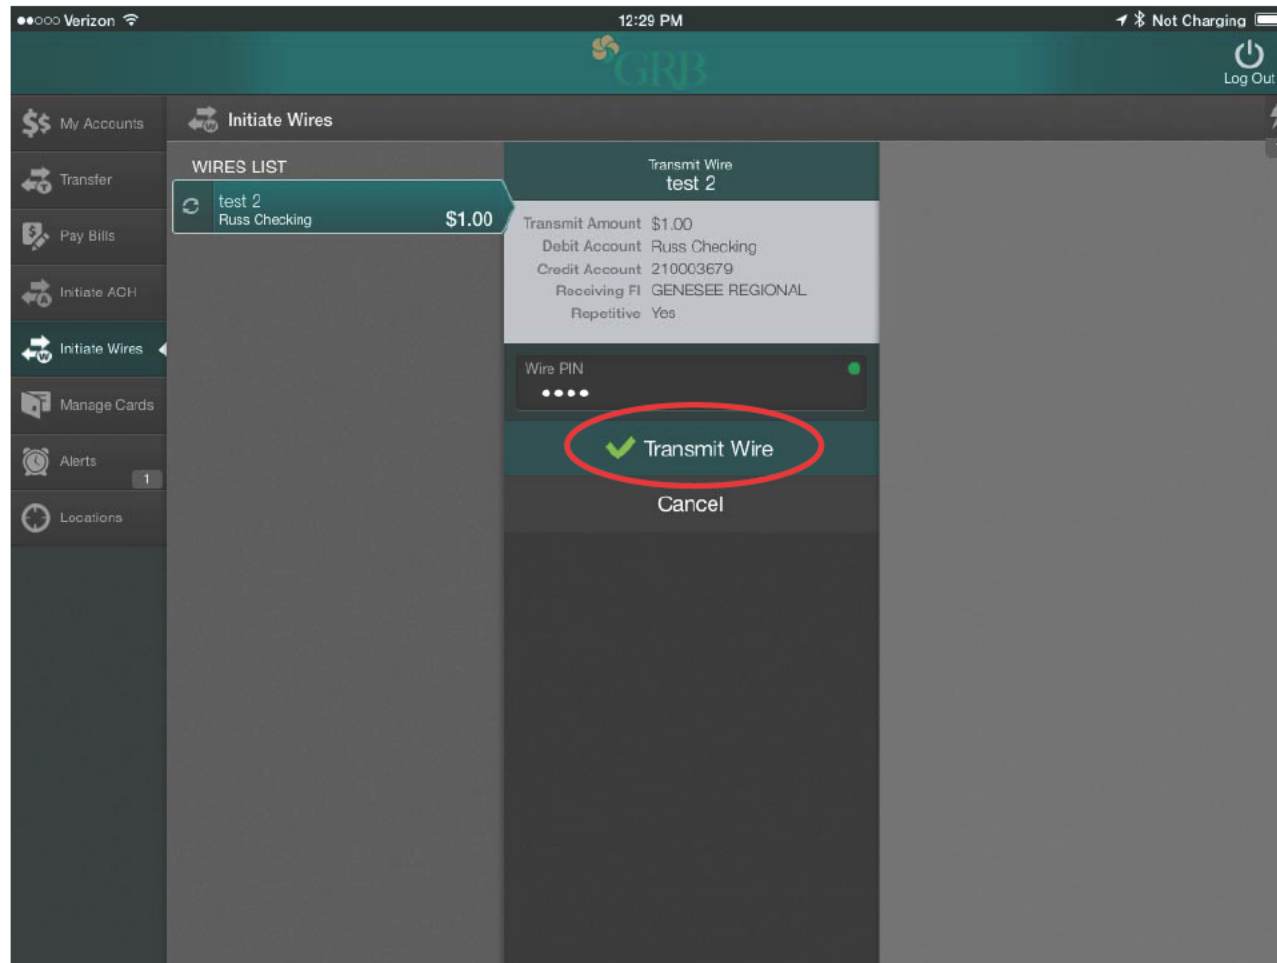 Verizon 12:29 PM Not Charging
GRB
Log Out
My Accounts
Transfer
Pay Bills
Initiate ACH
Initiate Wires
Manage Cards
Alerts
1
Locations
Initiate Wires
WIRES LIST
test 2
Russ Checking $1.00
Transmit Wire
test 2
Transmit Amount $1.00
Debit Account Russ Checking
Credit Account 210003679
Receiving FI GENESEE REGIONAL
Repetitive Yes
Wire PIN
••••
Transmit Wire
Cancel